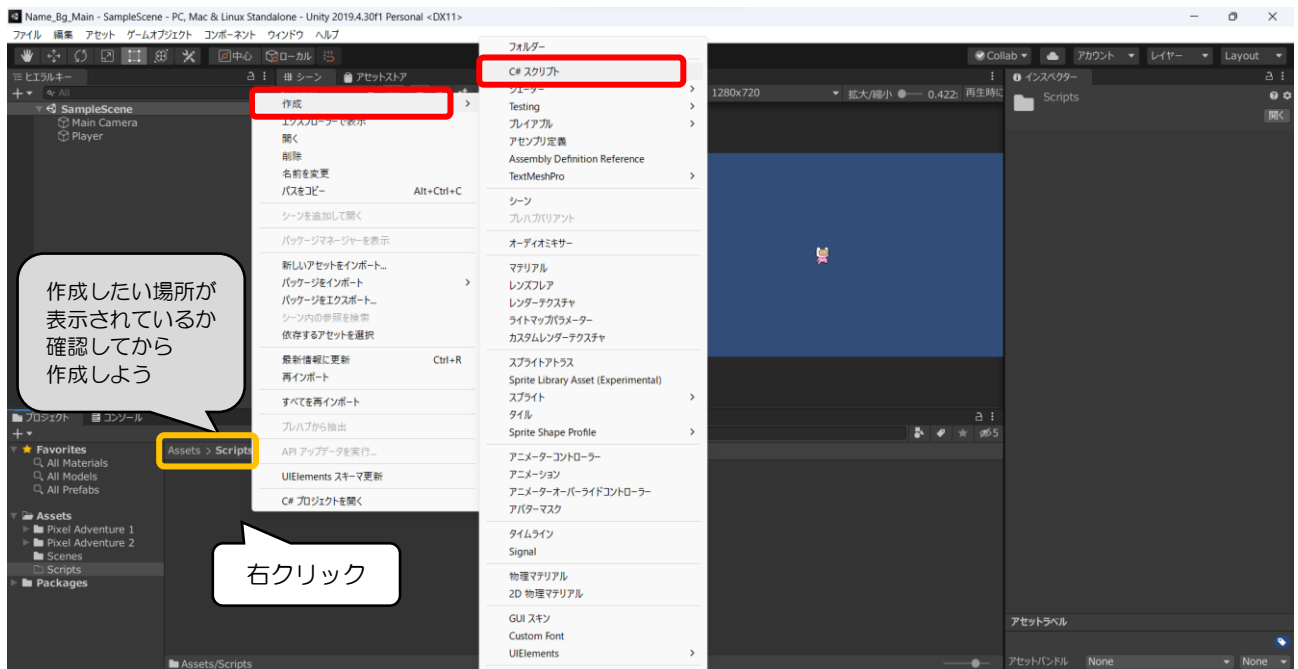 Name_Bg_Main - SampleScene - PC, Mac & Linux Standalone - Unity 2019.4.30f1 Personal <DX11>
ファイル 編集 アセット ゲームオブジェクト コンポーネント ウィンドウ ヘルプ
中心 ローカル
Collab アカウント レイヤー Layout
ヒエラルキー
All
SampleScene
Main Camera
Player
シーン アセットストア
1280x720 拡大/縮小 0.422 再生時に
インスペクター
Scripts
開く
作成
エクスプローラーで表示
開く
削除
名前を変更
パスをコピー Alt+Ctrl+C
シーンを追加して開く
パッケージマネージャーを表示
新しいアセットをインポート...
パッケージをインポート
パッケージをエクスポート...
シーン内の参照を検索
依存するアセットを選択
最新情報に更新 Ctrl+R
再インポート
すべてを再インポート
プレハブから抽出
API アップデータを実行...
UIElements スキーマ更新
C# プロジェクトを開く
フォルダー
C# スクリプト
シェーダー
Testing
プレイアブル
アセンブリ定義
Assembly Definition Reference
TextMeshPro
シーン
プレハブバリアント
オーディオミキサー
マテリアル
レンズフレア
レンダーテクスチャ
ライトマップパラメーター
カスタムレンダーテクスチャ
スプライトアトラス
Sprite Library Asset (Experimental)
スプライト
タイル
Sprite Shape Profile
アニメーターコントローラー
アニメーション
アニメーターオーバーライドコントローラー
アバターマスク
タイムライン
Signal
物理マテリアル
2D 物理マテリアル
GUI スキン
Custom Font
UIElements
作成したい場所が
表示されているか
確認してから
作成しよう
プロジェクト コンソール
Favorites
All Materials
All Models
All Prefabs
Assets
Pixel Adventure 1
Pixel Adventure 2
Scenes
Scripts
Packages
Assets > Scripts
右クリック
5
Assets/Scripts
アセットラベル
アセットバンドル None None